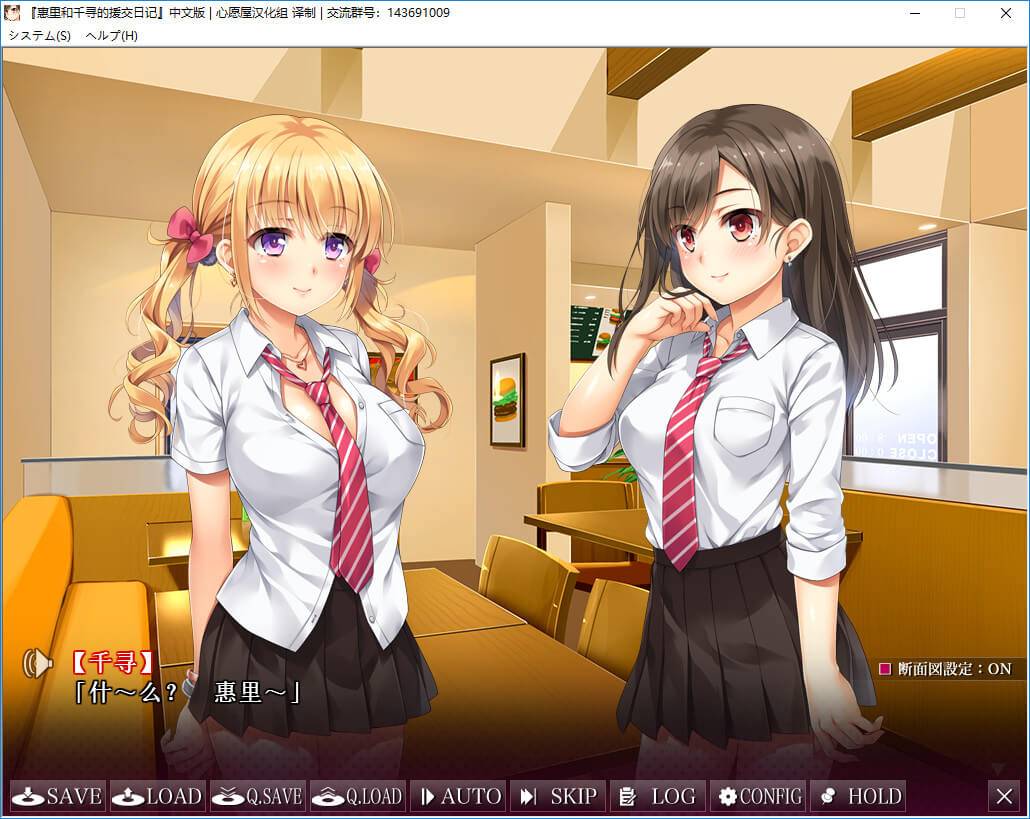 『惠里和千寻的援交日记』中文版 | 心愿屋汉化组 译制 | 交流群号：143691009
システム(S) ヘルプ(H)
OPEN
CLOSE
断面図設定：ON
【千寻】
「什～么？ 惠里～」
SAVE LOAD Q.SAVE Q.LOAD AUTO SKIP LOG CONFIG HOLD